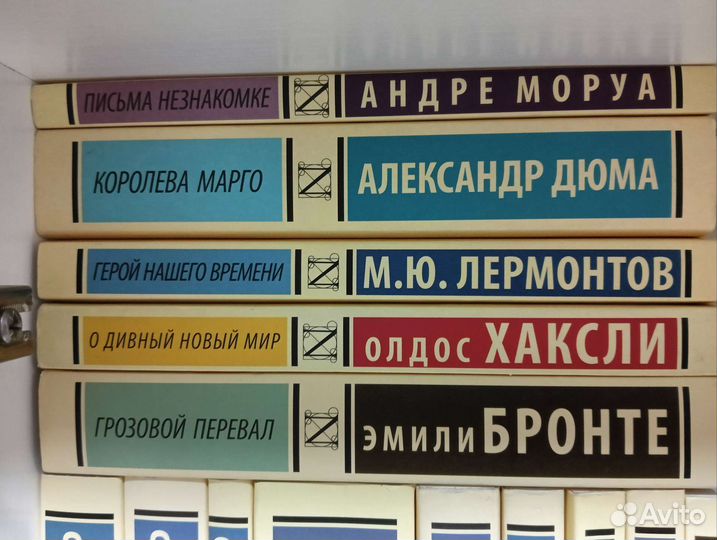 ПИСЬМА НЕЗНАКОМКЕ АНДРЕ МОРУА
КОРОЛЕВА МАРГО АЛЕКСАНДР ДЮМА
ГЕРОЙ НАШЕГО ВРЕМЕНИ М.Ю. ЛЕРМОНТОВ
О ДИВНЫЙ НОВЫЙ МИР ОЛДОС ХАКСЛИ
ГРОЗОВОЙ ПЕРЕВАЛ ЭМИЛИ БРОНТЕ
Avito